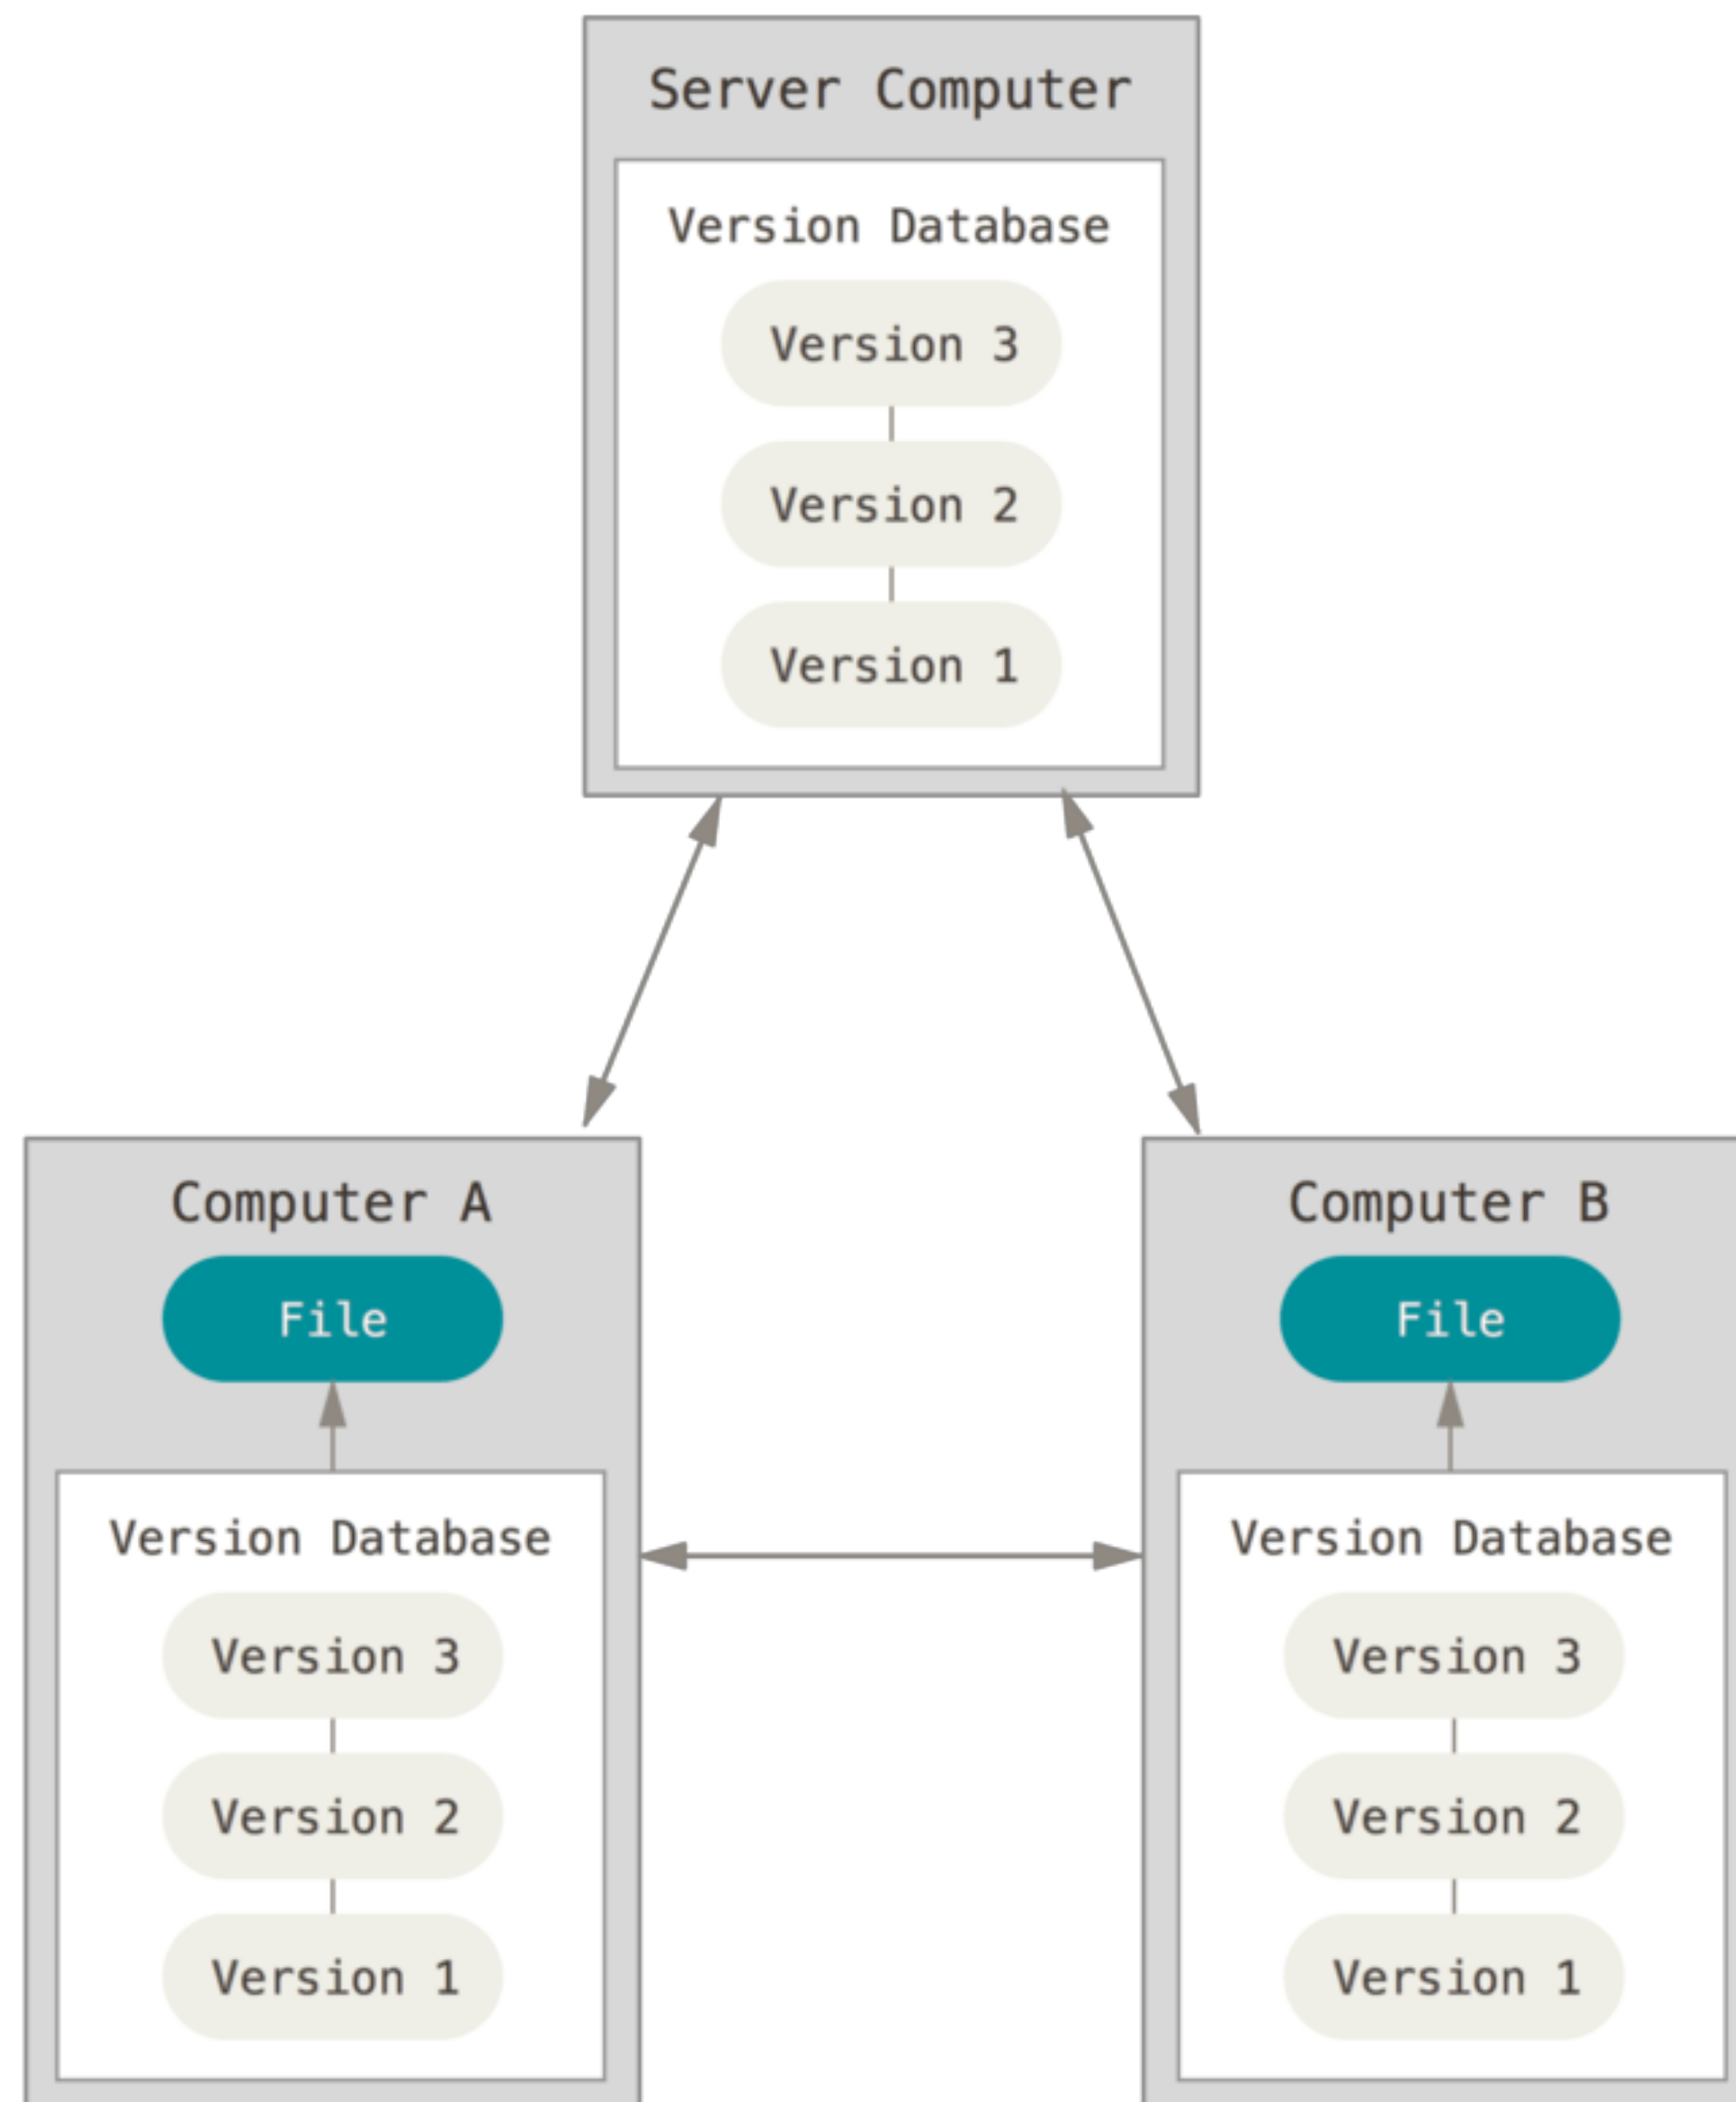 Server Computer
Version Database
Version 3
Version 2
Version 1
Computer A
File
Version Database
Version 3
Version 2
Version 1
Computer B
File
Version Database
Version 3
Version 2
Version 1